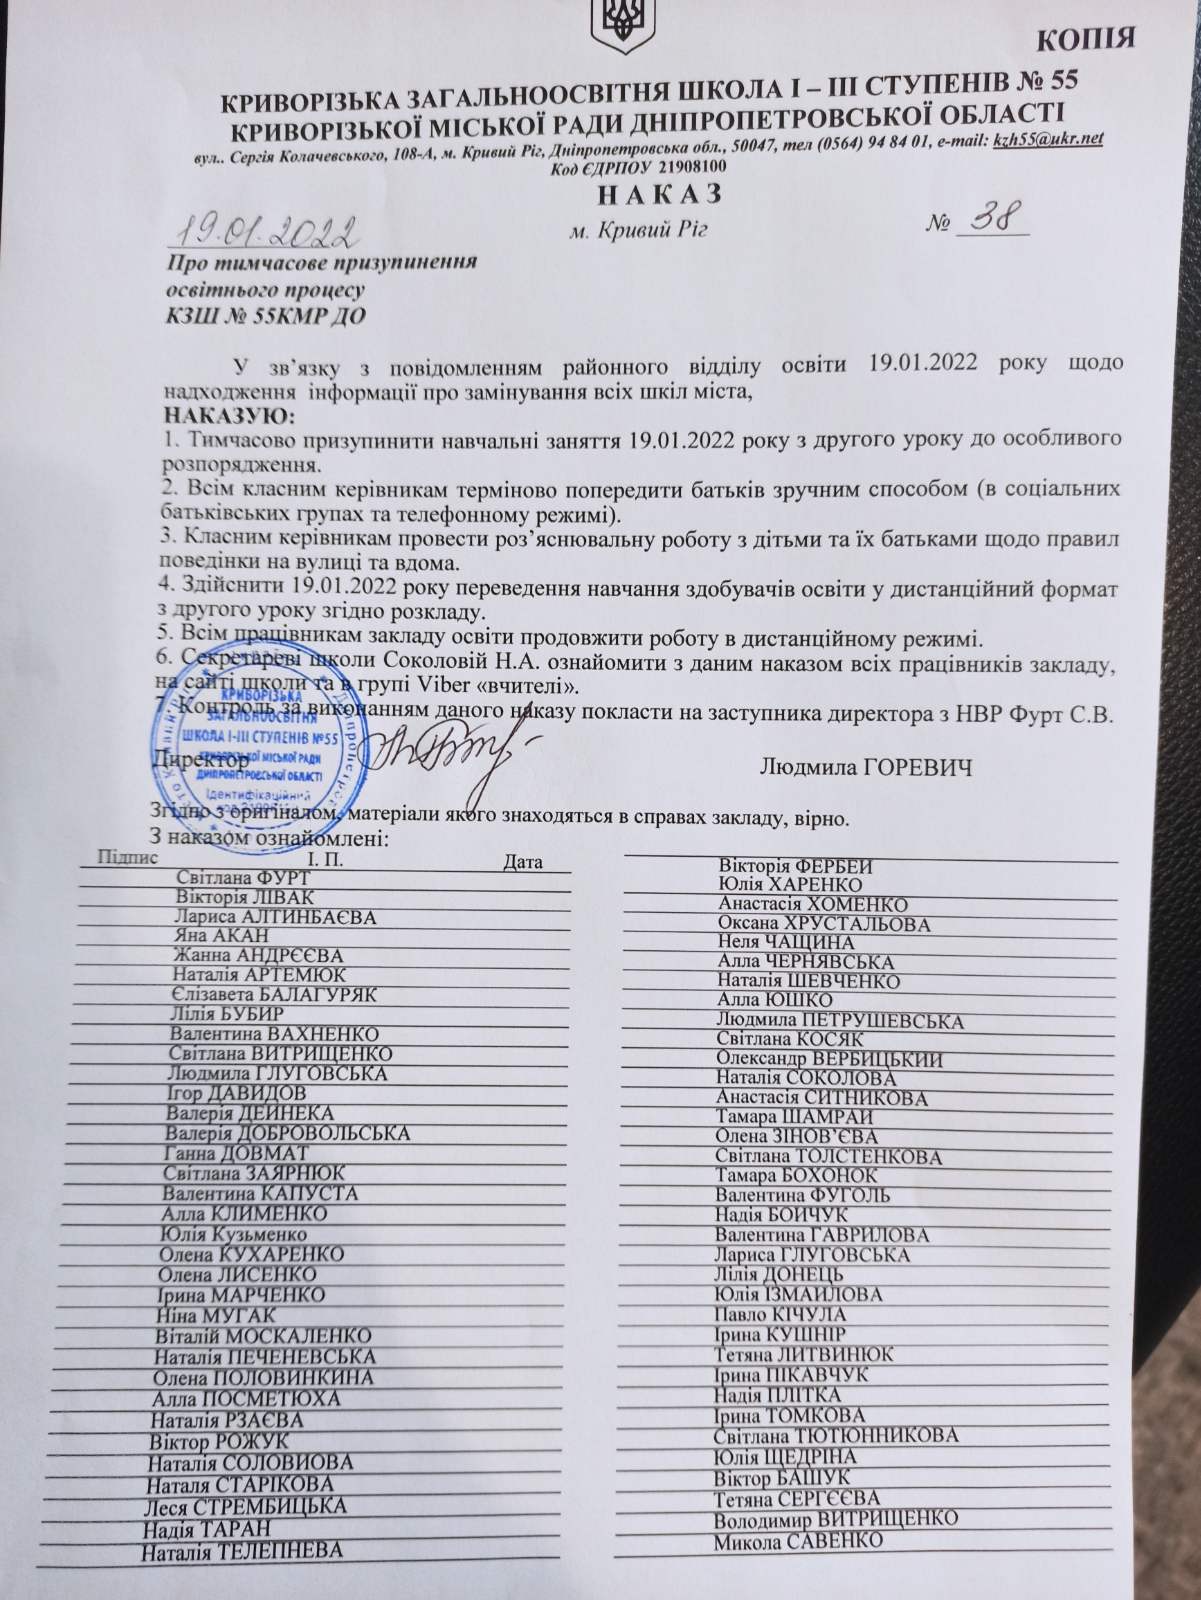 КОПІЯ
КРИВОРІЗЬКА ЗАГАЛЬНООСВІТНЯ ШКОЛА І – ІІІ СТУПЕНІВ № 55
КРИВОРІЗЬКОЇ МІСЬКОЇ РАДИ ДНІПРОПЕТРОВСЬКОЇ ОБЛАСТІ
вул.. Сергія Колачевського, 108-А, м. Кривий Ріг, Дніпропетровська обл., 50047, тел (0564) 94 84 01, e-mail: kzh55@ukr.net
Код ЄДРПОУ 21908100
Н А К А З
19.01.2022 м. Кривий Ріг № 38
Про тимчасове призупинення
освітнього процесу
КЗШ № 55КМР ДО
У зв’язку з повідомленням районного відділу освіти 19.01.2022 року щодо
надходження інформації про замінування всіх шкіл міста,
НАКАЗУЮ:
1. Тимчасово призупинити навчальні заняття 19.01.2022 року з другого уроку до особливого
розпорядження.
2. Всім класним керівникам терміново попередити батьків зручним способом (в соціальних
батьківських групах та телефонному режимі).
3. Класним керівникам провести роз’яснювальну роботу з дітьми та їх батьками щодо правил
поведінки на вулиці та вдома.
4. Здійснити 19.01.2022 року переведення навчання здобувачів освіти у дистанційний формат
з другого уроку згідно розкладу.
5. Всім працівникам закладу освіти продовжити роботу в дистанційному режимі.
6. Секретареві школи Соколовій Н.А. ознайомити з даним наказом всіх працівників закладу,
на сайті школи та в групі Viber «вчителі».
7. Контроль за виконанням даного наказу покласти на заступника директора з НВР Фурт С.В.
КРИВОРІЗЬКА
ЗАГАЛЬНООСВІТНЯ
ШКОЛА І-ІІІ СТУПЕНІВ №55
КРИВОРІЗЬКОЇ МІСЬКОЇ РАДИ
ДНІПРОПЕТРОВСЬКОЇ ОБЛАСТІ
Ідентифікаційний
Директор Людмила ГОРЕВИЧ
Згідно з оригіналом, матеріали якого знаходяться в справах закладу, вірно.
З наказом ознайомлені:
Підпис І. П. Дата
Світлана ФУРТ
Вікторія ЛІВАК
Лариса АЛТИНБАЄВА
Яна АКАН
Жанна АНДРЄЄВА
Наталія АРТЕМЮК
Єлізавета БАЛАГУРЯК
Лілія БУБИР
Валентина ВАХНЕНКО
Світлана ВИТРИЩЕНКО
Людмила ГЛУГОВСЬКА
Ігор ДАВИДОВ
Валерія ДЕЙНЕКА
Валерія ДОБРОВОЛЬСЬКА
Ганна ДОВМАТ
Світлана ЗАЯРНЮК
Валентина КАПУСТА
Алла КЛИМЕНКО
Юлія Кузьменко
Олена КУХАРЕНКО
Олена ЛИСЕНКО
Ірина МАРЧЕНКО
Ніна МУГАК
Віталій МОСКАЛЕНКО
Наталія ПЕЧЕНЕВСЬКА
Олена ПОЛОВИНКИНА
Алла ПОСМЕТЮХА
Наталія РЗАЄВА
Віктор РОЖУК
Наталія СОЛОВЙОВА
Наталя СТАРІКОВА
Леся СТРЕМБИЦЬКА
Надія ТАРАН
Наталія ТЕЛЕПНЕВА
Вікторія ФЕРБЕЙ
Юлія ХАРЕНКО
Анастасія ХОМЕНКО
Оксана ХРУСТАЛЬОВА
Неля ЧАЩИНА
Алла ЧЕРНЯВСЬКА
Наталія ШЕВЧЕНКО
Алла ЮШКО
Людмила ПЕТРУШЕВСЬКА
Світлана КОСЯК
Олександр ВЕРБИЦЬКИЙ
Наталія СОКОЛОВА
Анастасія СИТНИКОВА
Тамара ШАМРАЙ
Олена ЗІНОВ’ЄВА
Світлана ТОЛСТЕНКОВА
Тамара БОХОНОК
Валентина ФУГОЛЬ
Надія БОЙЧУК
Валентина ГАВРИЛОВА
Лариса ГЛУГОВСЬКА
Лілія ДОНЕЦЬ
Юлія ІЗМАЙЛОВА
Павло КІЧУЛА
Ірина КУШНІР
Тетяна ЛИТВИНЮК
Ірина ПІКАВЧУК
Надія ПЛІТКА
Ірина ТОМКОВА
Світлана ТЮТЮННИКОВА
Юлія ЩЕДРІНА
Віктор БАШУК
Тетяна СЕРГЄЄВА
Володимир ВИТРИЩЕНКО
Микола САВЕНКО